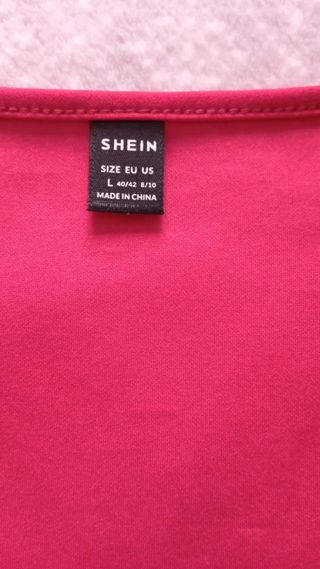 SHEIN
SIZE EU US
L 40/42 8/10
MADE IN CHINA